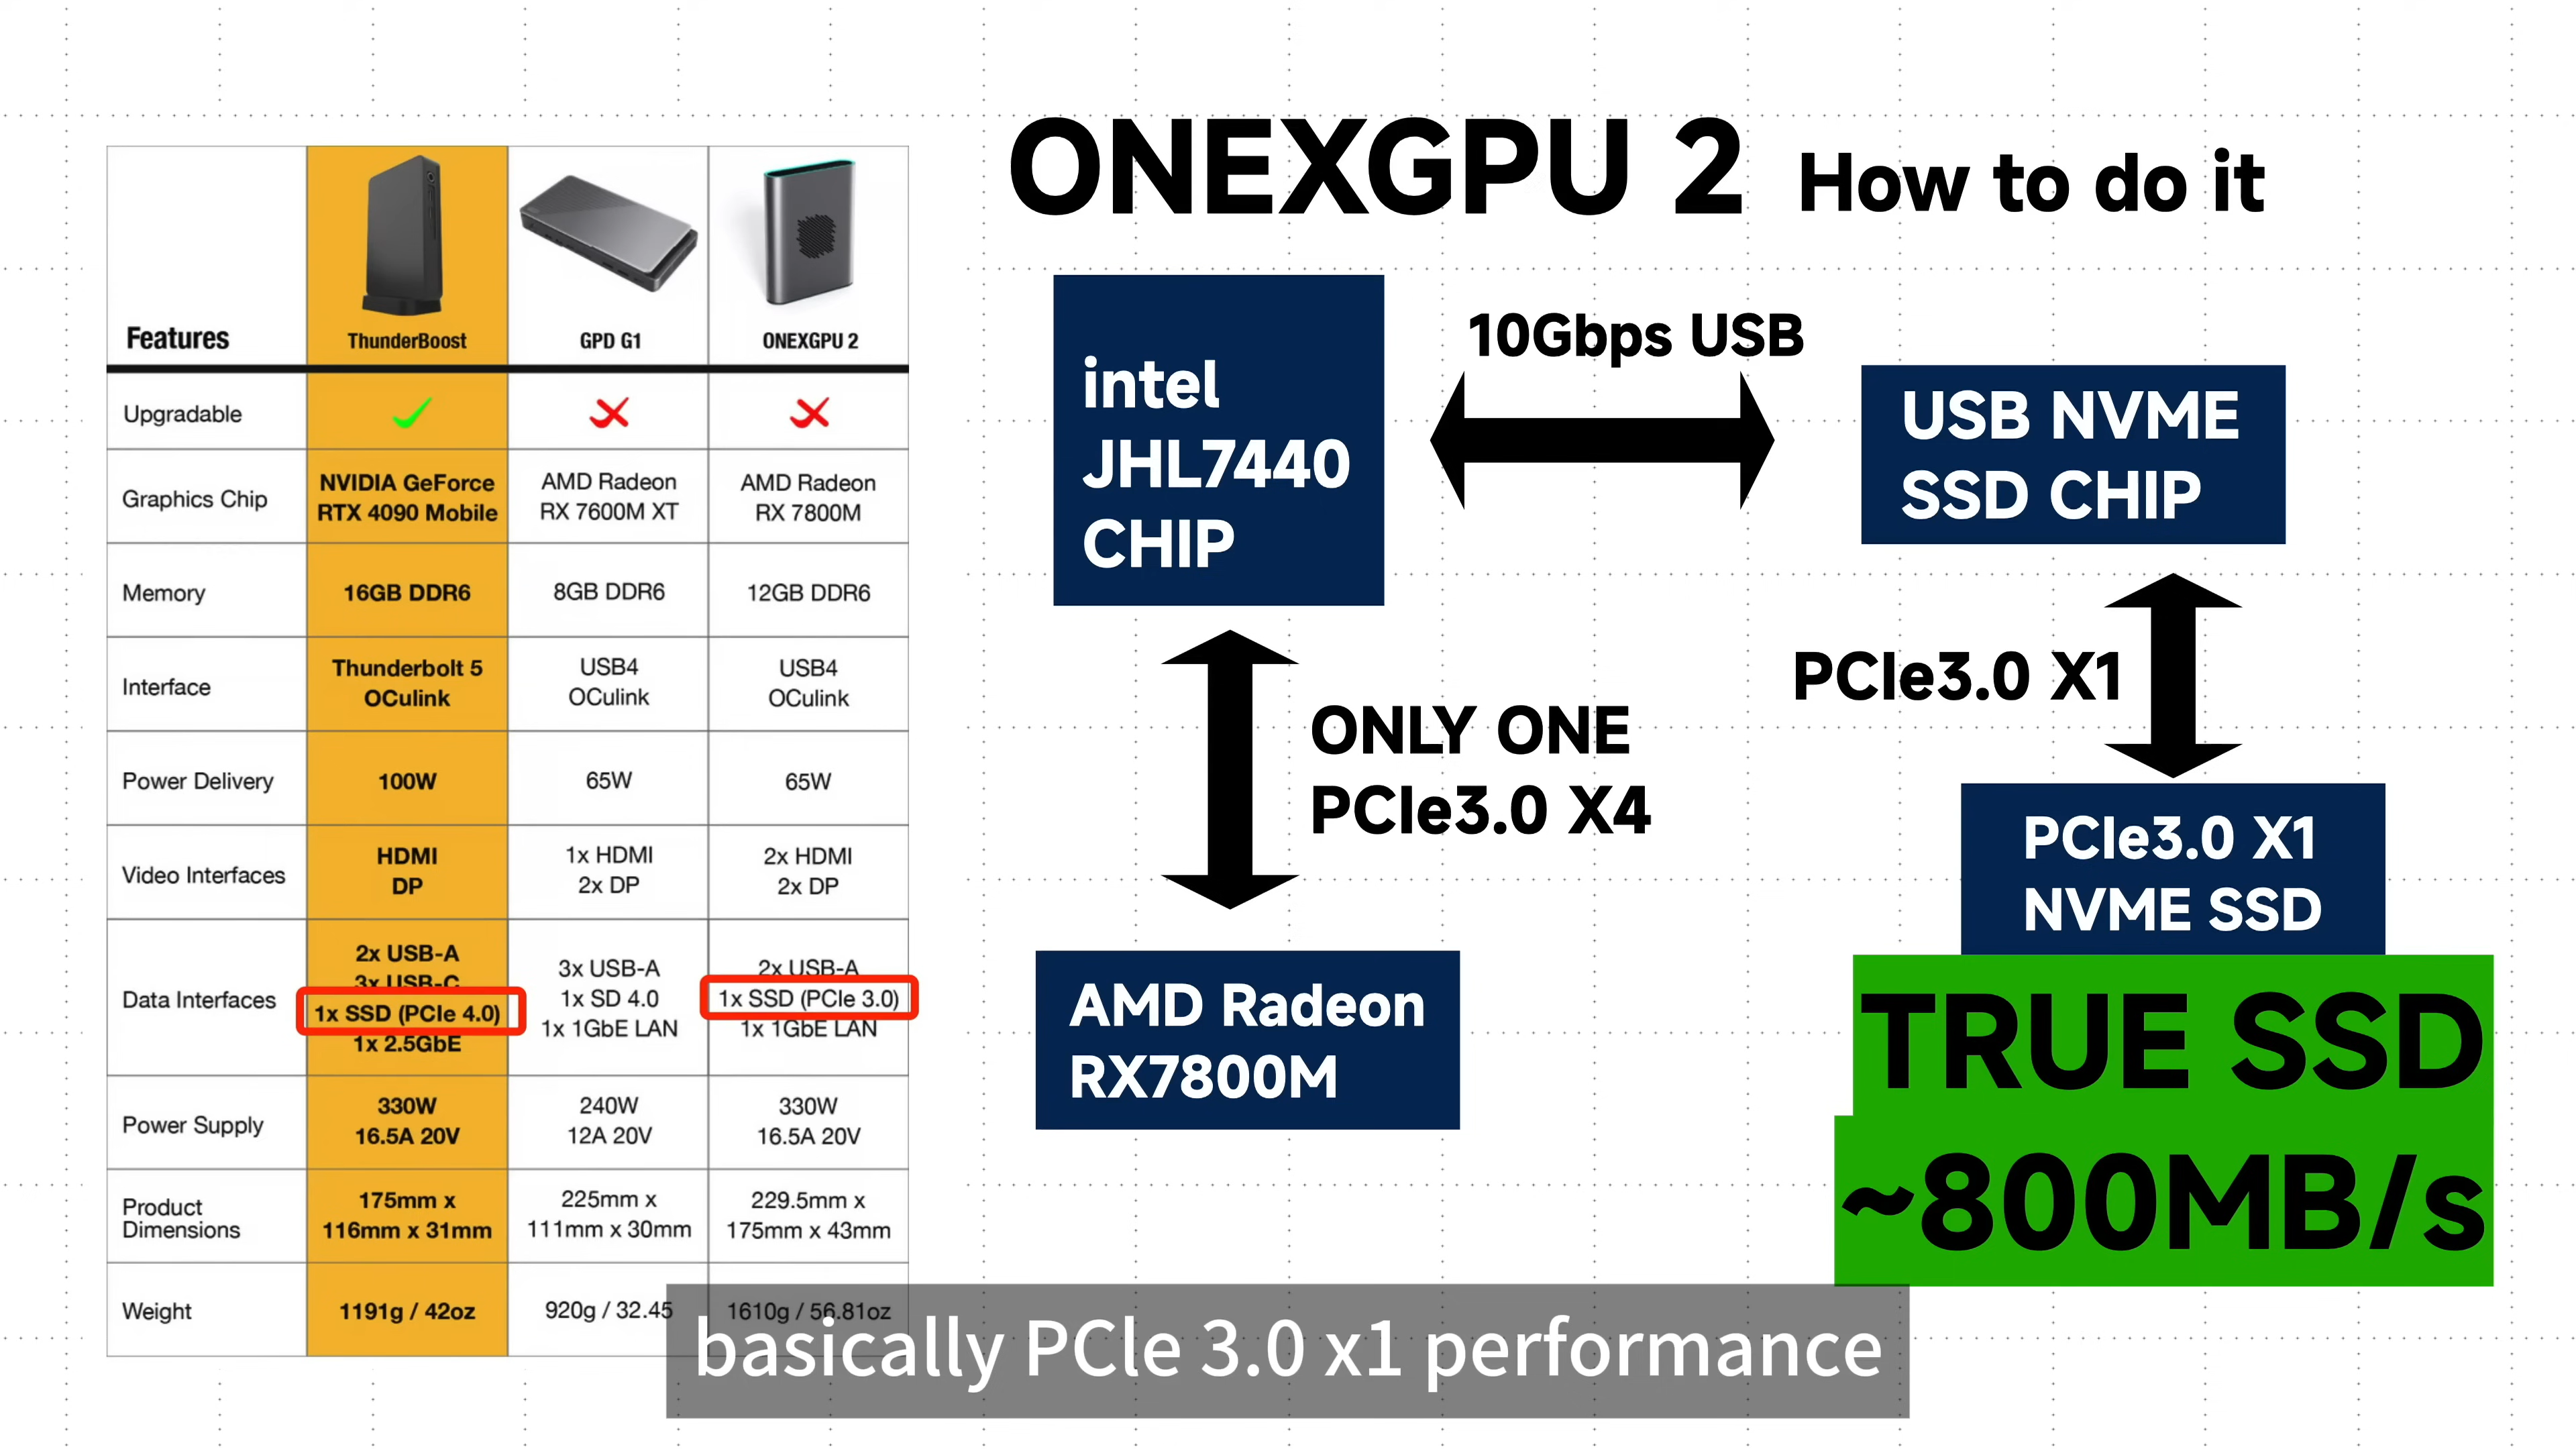 ONEXGPU 2 How to do it
Features
ThunderBoost
GPD G1
ONEXGPU 2
Upgradable
Graphics Chip
NVIDIA GeForce
RTX 4090 Mobile
AMD Radeon
RX 7600M XT
AMD Radeon
RX 7800M
Memory
16GB DDR6
8GB DDR6
12GB DDR6
Interface
Thunderbolt 5
OCulink
USB4
OCulink
USB4
OCulink
Power Delivery
100W
65W
65W
Video Interfaces
HDMI
DP
1x HDMI
2x DP
2x HDMI
2x DP
Data Interfaces
2x USB-A
3x USB-C
1x SSD (PCIe 4.0)
1x 2.5GbE
3x USB-A
1x SD 4.0
1x 1GbE LAN
2x USB-A
1x SSD (PCIe 3.0)
1x 1GbE LAN
Power Supply
330W
16.5A 20V
240W
12A 20V
330W
16.5A 20V
Product
Dimensions
175mm x
116mm x 31mm
225mm x
111mm x 30mm
229.5mm x
175mm x 43mm
Weight
1191g / 42oz
920g / 32.45
1610g / 56.81oz
intel
JHL7440
CHIP
10Gbps USB
USB NVME
SSD CHIP
ONLY ONE
PCIe3.0 X4
PCIe3.0 X1
AMD Radeon
RX7800M
PCIe3.0 X1
NVME SSD
TRUE SSD
~800MB/s
basically PCle 3.0 x1 performance